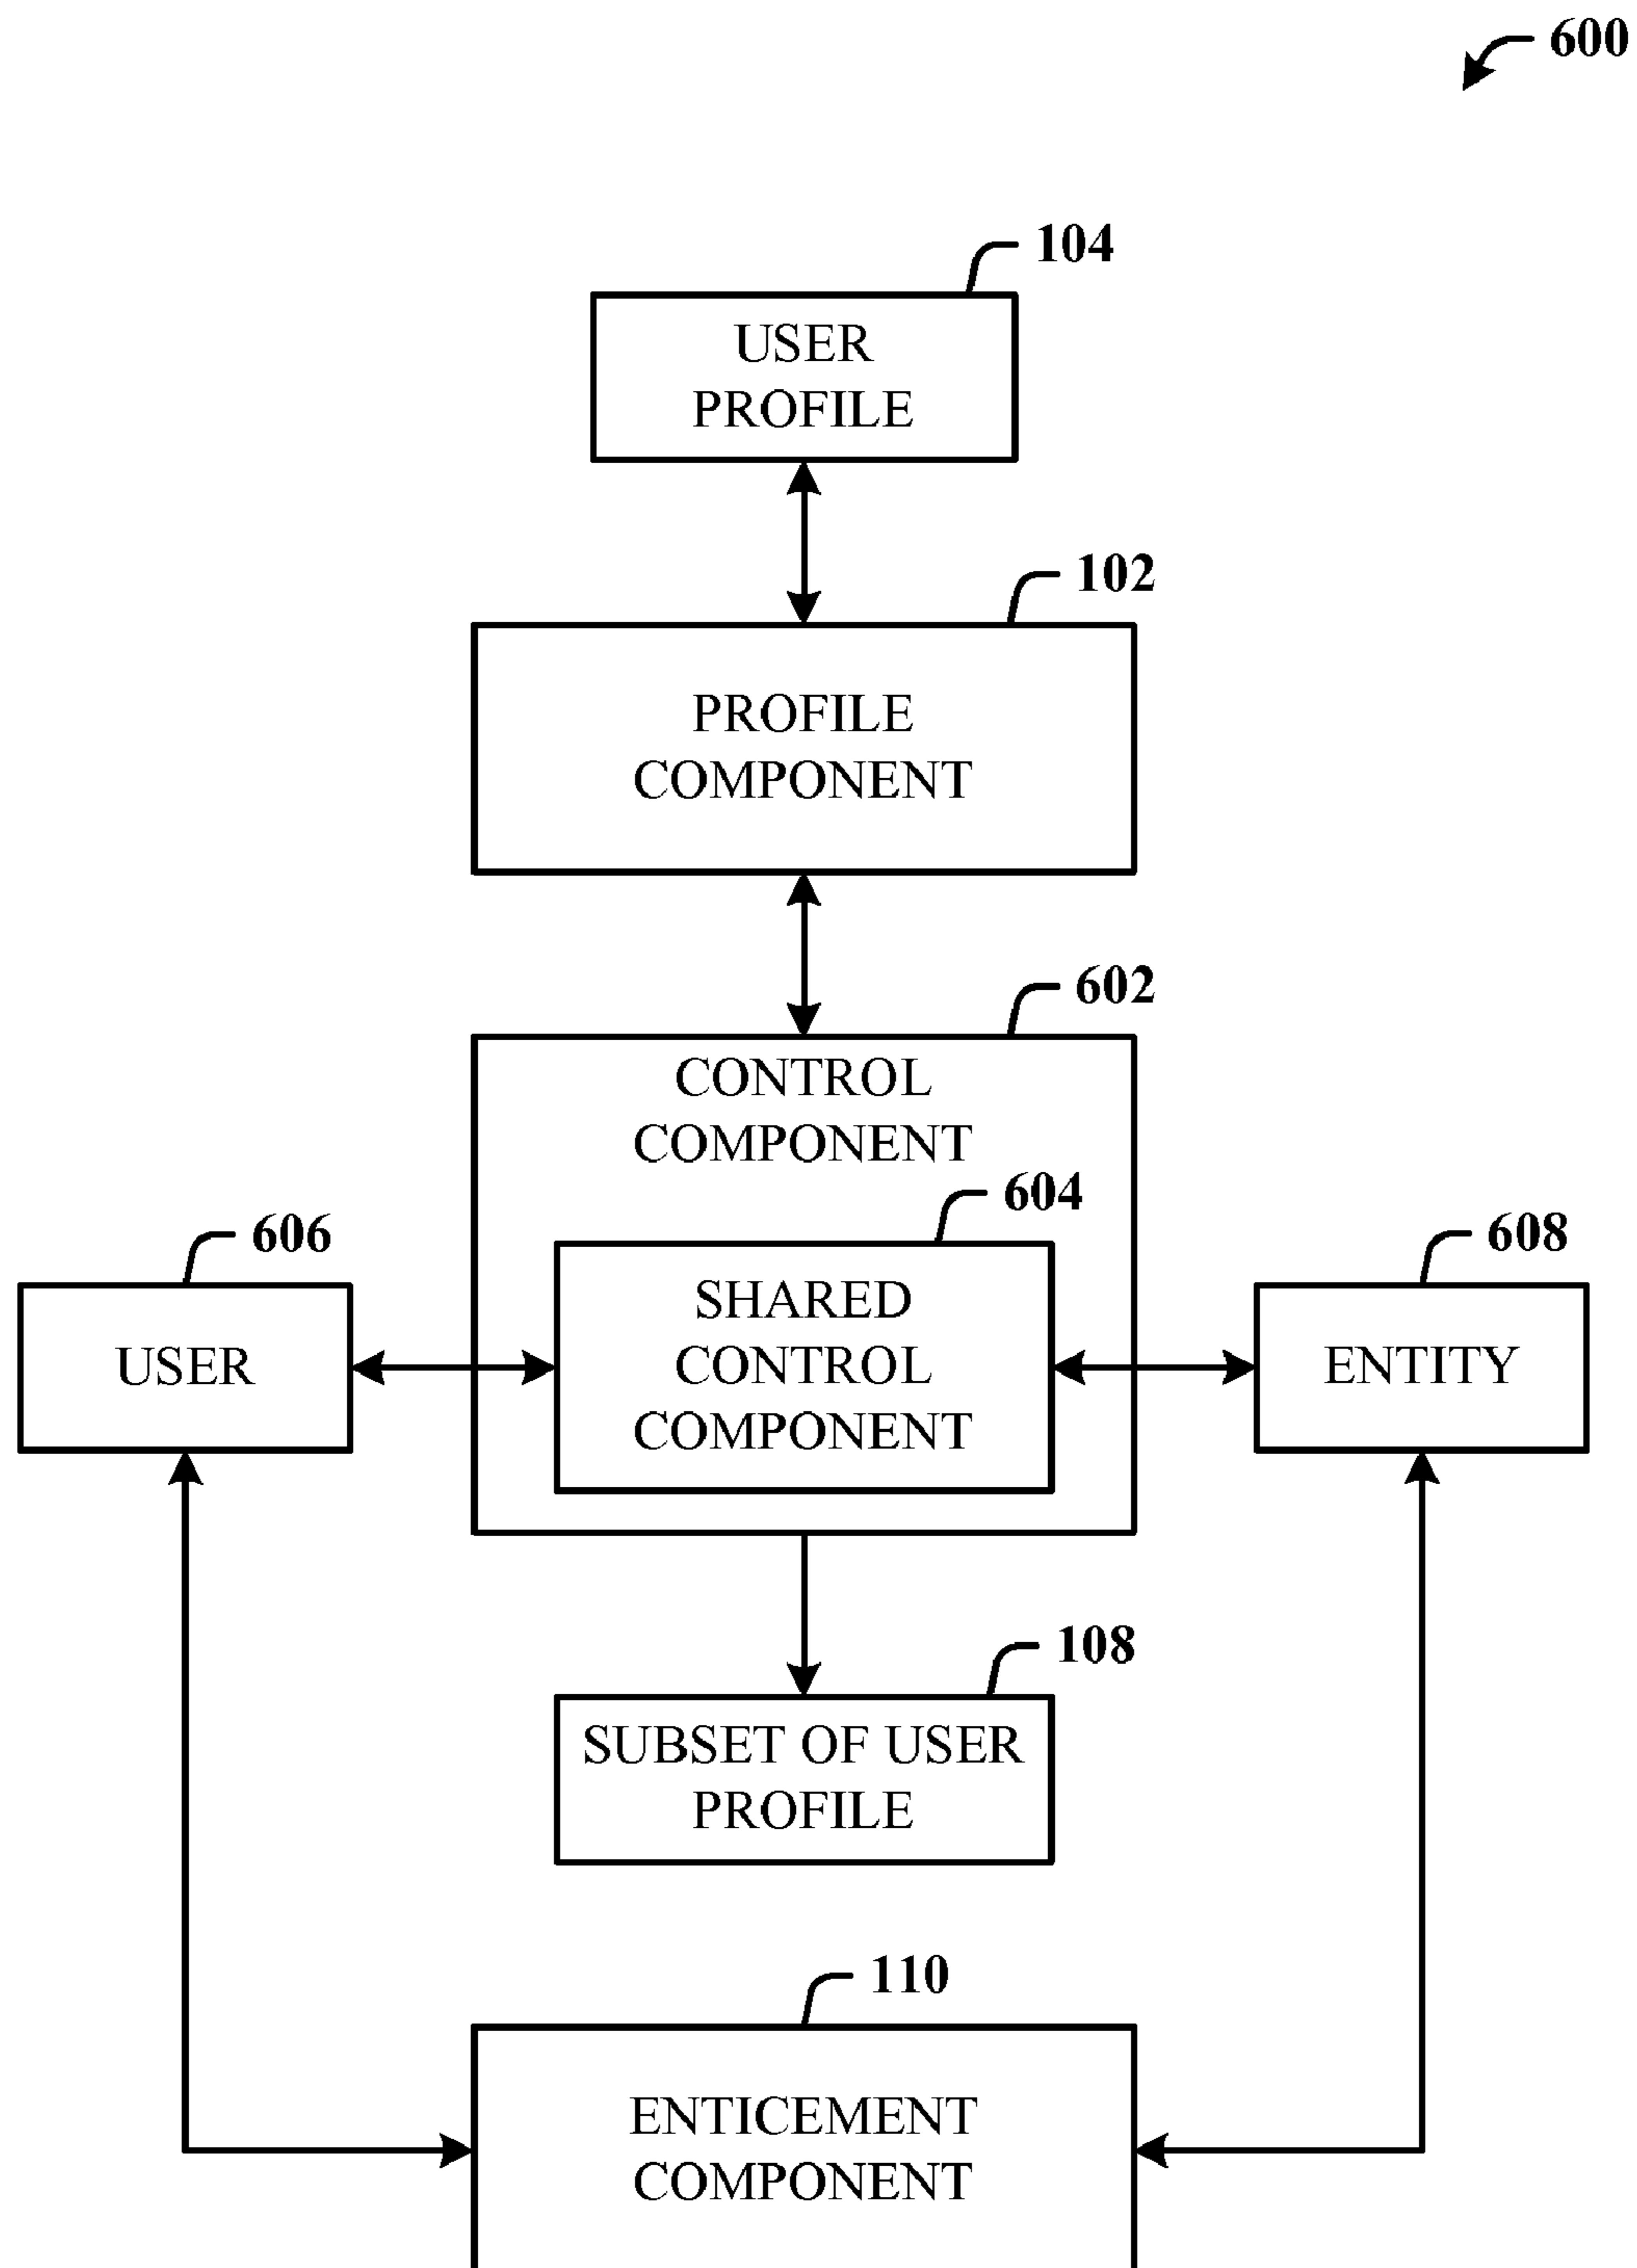 600
104
USER
PROFILE
102
PROFILE
COMPONENT
602
CONTROL
COMPONENT
604
606
608
SHARED
CONTROL
COMPONENT
USER
ENTITY
108
SUBSET OF USER
PROFILE
110
ENTICEMENT
COMPONENT